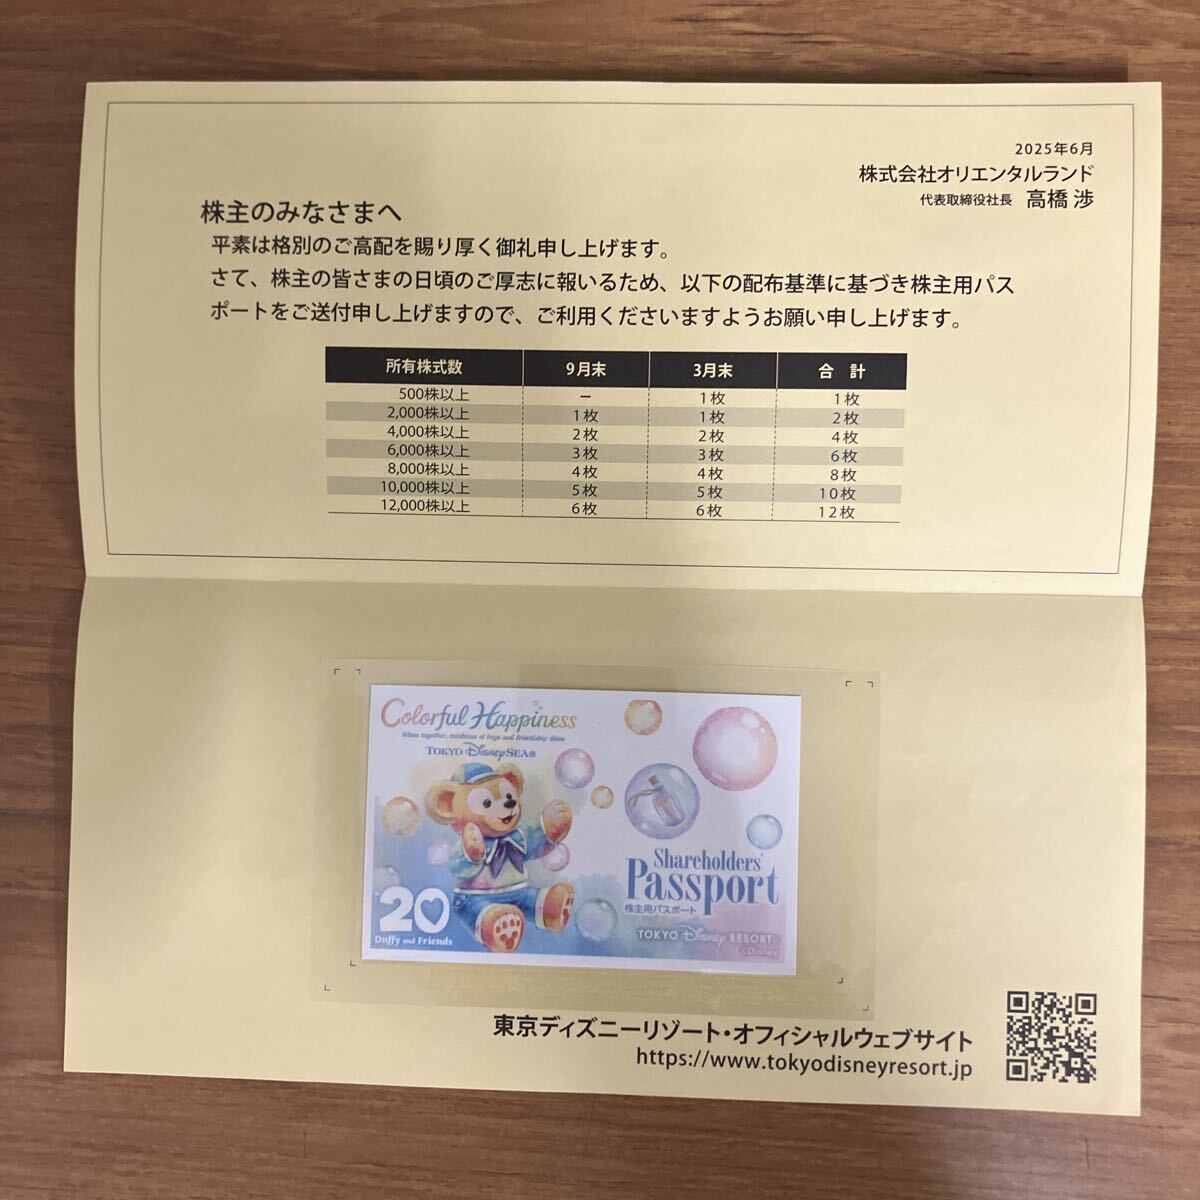 2025年6月
株式会社オリエンタルランド
代表取締役社長 高橋 渉
株主のみなさまへ
平素は格別のご高配を賜り厚く御礼申し上げます。
さて、株主の皆さまの日頃のご厚志に報いるため、以下の配布基準に基づき株主用パス
ポートをご送付申し上げますので、ご利用くださいますようお願い申し上げます。
所有株式数 9月末 3月末 合 計
500株以上 − 1枚 1枚
2,000株以上 1枚 1枚 2枚
4,000株以上 2枚 2枚 4枚
6,000株以上 3枚 3枚 6枚
8,000株以上 4枚 4枚 8枚
10,000株以上 5枚 5枚 10枚
12,000株以上 6枚 6枚 12枚
Colorful Happiness
When together, rainbows of hope and friendship shine
TOKYO DisneySEA®
20
Duffy and Friends
Shareholders'
Passport
株主用パスポート
TOKYO Disney RESORT
©Disney
東京ディズニーリゾート・オフィシャルウェブサイト
https://www.tokyodisneyresort.jp